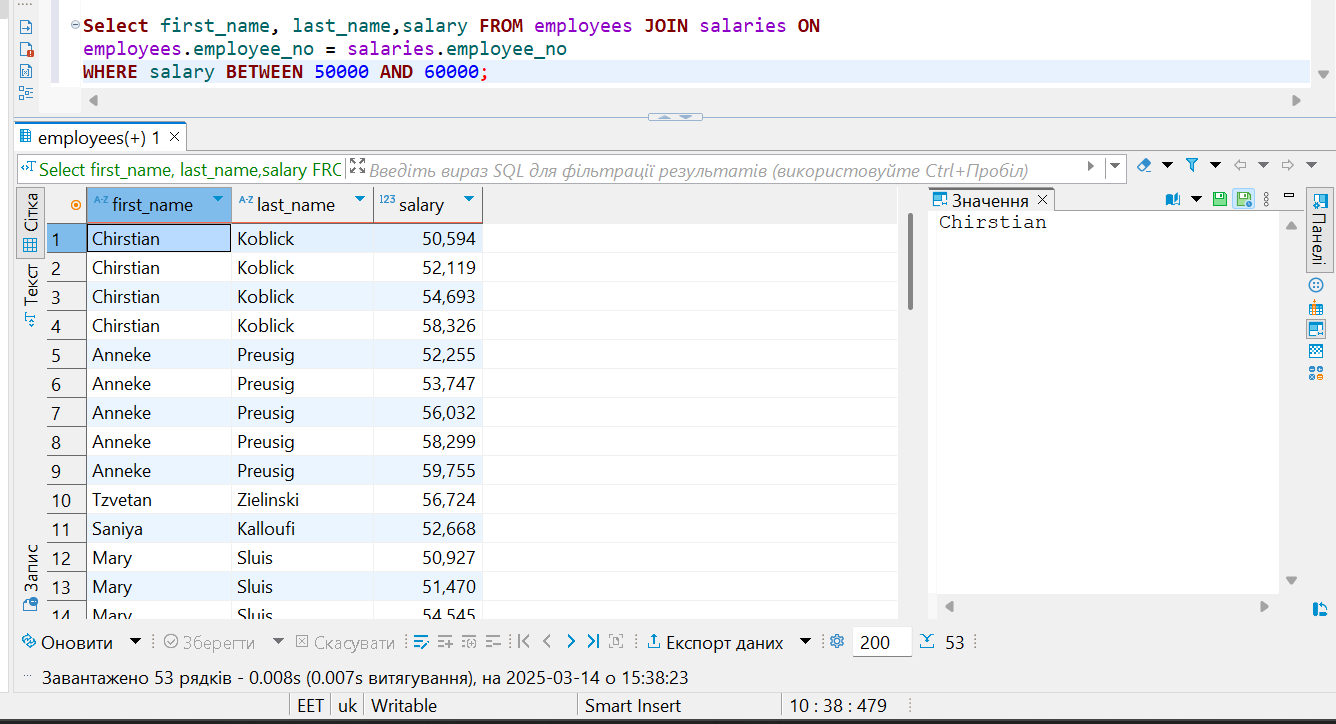 Select first_name, last_name,salary FROM employees JOIN salaries ON
employees.employee_no = salaries.employee_no
WHERE salary BETWEEN 50000 AND 60000;
employees(+) 1
Select first_name, last_name,salary FRC Введіть вираз SQL для фільтрації результатів (використовуйте Ctrl+Пробіл)
Сітка
Текст
Запис
A-Z first_name A-Z last_name 123 salary
1 Chirstian Koblick 50,594
2 Chirstian Koblick 52,119
3 Chirstian Koblick 54,693
4 Chirstian Koblick 58,326
5 Anneke Preusig 52,255
6 Anneke Preusig 53,747
7 Anneke Preusig 56,032
8 Anneke Preusig 58,299
9 Anneke Preusig 59,755
10 Tzvetan Zielinski 56,724
11 Saniya Kalloufi 52,668
12 Mary Sluis 50,927
13 Mary Sluis 51,470
14 Mary Sluis 54,545
Значення
Chirstian
Панелі
Оновити Зберегти Скасувати Експорт даних 200 53
Завантажено 53 рядків - 0.008s (0.007s витягування), на 2025-03-14 о 15:38:23
EET uk Writable Smart Insert 10 : 38 : 479